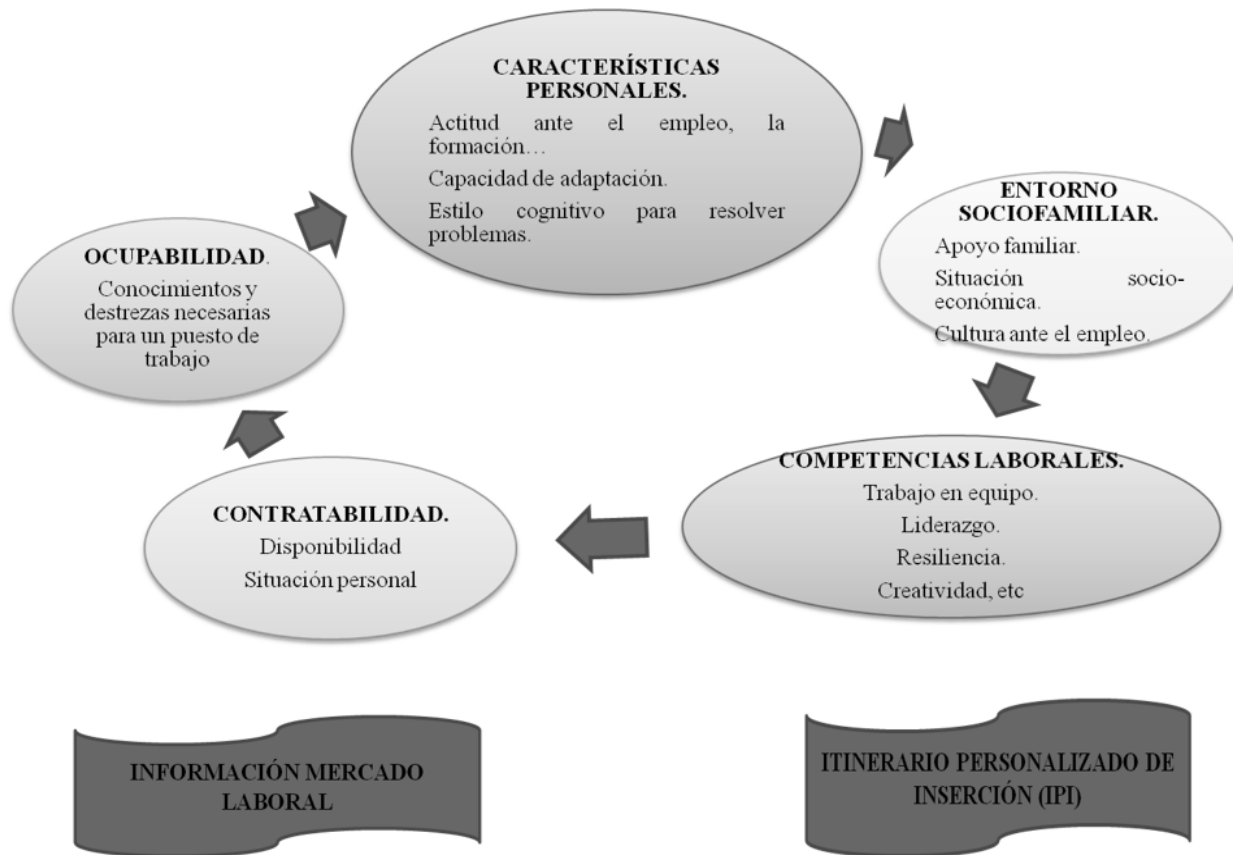 CARACTERÍSTICAS
PERSONALES.
Actitud ante el empleo, la
formación…
Capacidad de adaptación.
Estilo cognitivo para resolver
problemas.
ENTORNO
SOCIOFAMILIAR.
Apoyo familiar.
Situación socio-
económica.
Cultura ante el empleo.
COMPETENCIAS LABORALES.
Trabajo en equipo.
Liderazgo.
Resiliencia.
Creatividad, etc
CONTRATABILIDAD.
Disponibilidad
Situación personal
OCUPABILIDAD.
Conocimientos y
destrezas necesarias
para un puesto de
trabajo
INFORMACIÓN MERCADO
LABORAL
ITINERARIO PERSONALIZADO DE
INSERCIÓN (IPI)